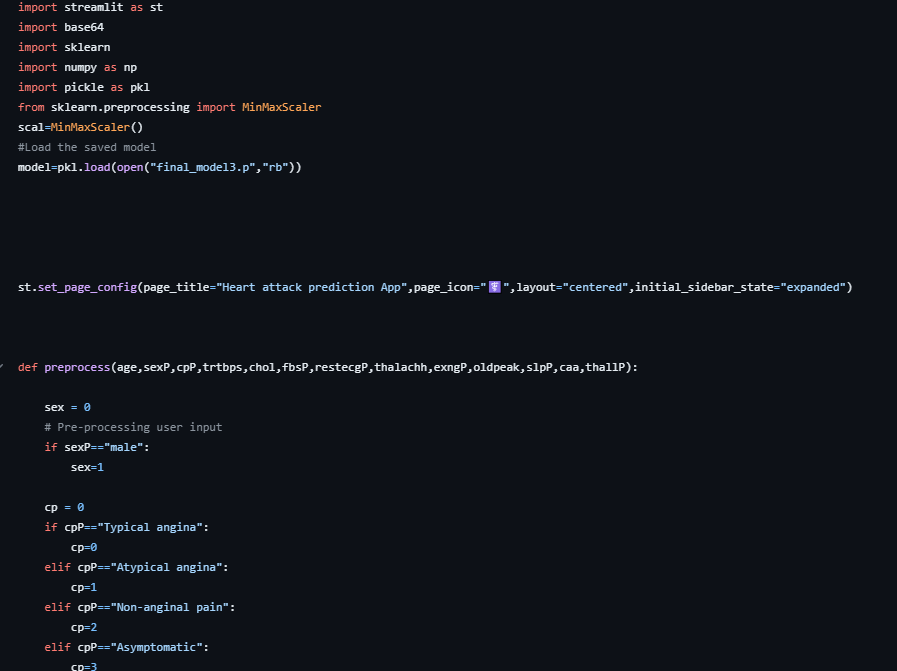 import streamlit as st
import base64
import sklearn
import numpy as np
import pickle as pkl
from sklearn.preprocessing import MinMaxScaler
scal=MinMaxScaler()
#Load the saved model
model=pkl.load(open("final_model3.p","rb"))
st.set_page_config(page_title="Heart attack prediction App",page_icon="⚕️",layout="centered",initial_sidebar_state="expanded")
def preprocess(age,sexP,cpP,trtbps,chol,fbsP,restecgP,thalachh,exngP,oldpeak,slpP,caa,thallP):
sex = 0
# Pre-processing user input
if sexP=="male":
sex=1
cp = 0
if cpP=="Typical angina":
cp=0
elif cpP=="Atypical angina":
cp=1
elif cpP=="Non-anginal pain":
cp=2
elif cpP=="Asymptomatic":
cp=3